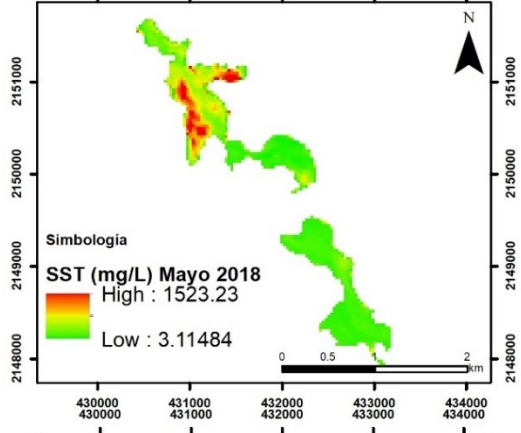 N
2151000
2151000
2150000
2150000
2149000
2149000
2148000
2148000
Simbología
SST (mg/L) Mayo 2018
High : 1523.23
Low : 3.11484
0 0.5 1 2
km
430000 431000 432000 433000 434000
430000 431000 432000 433000 434000